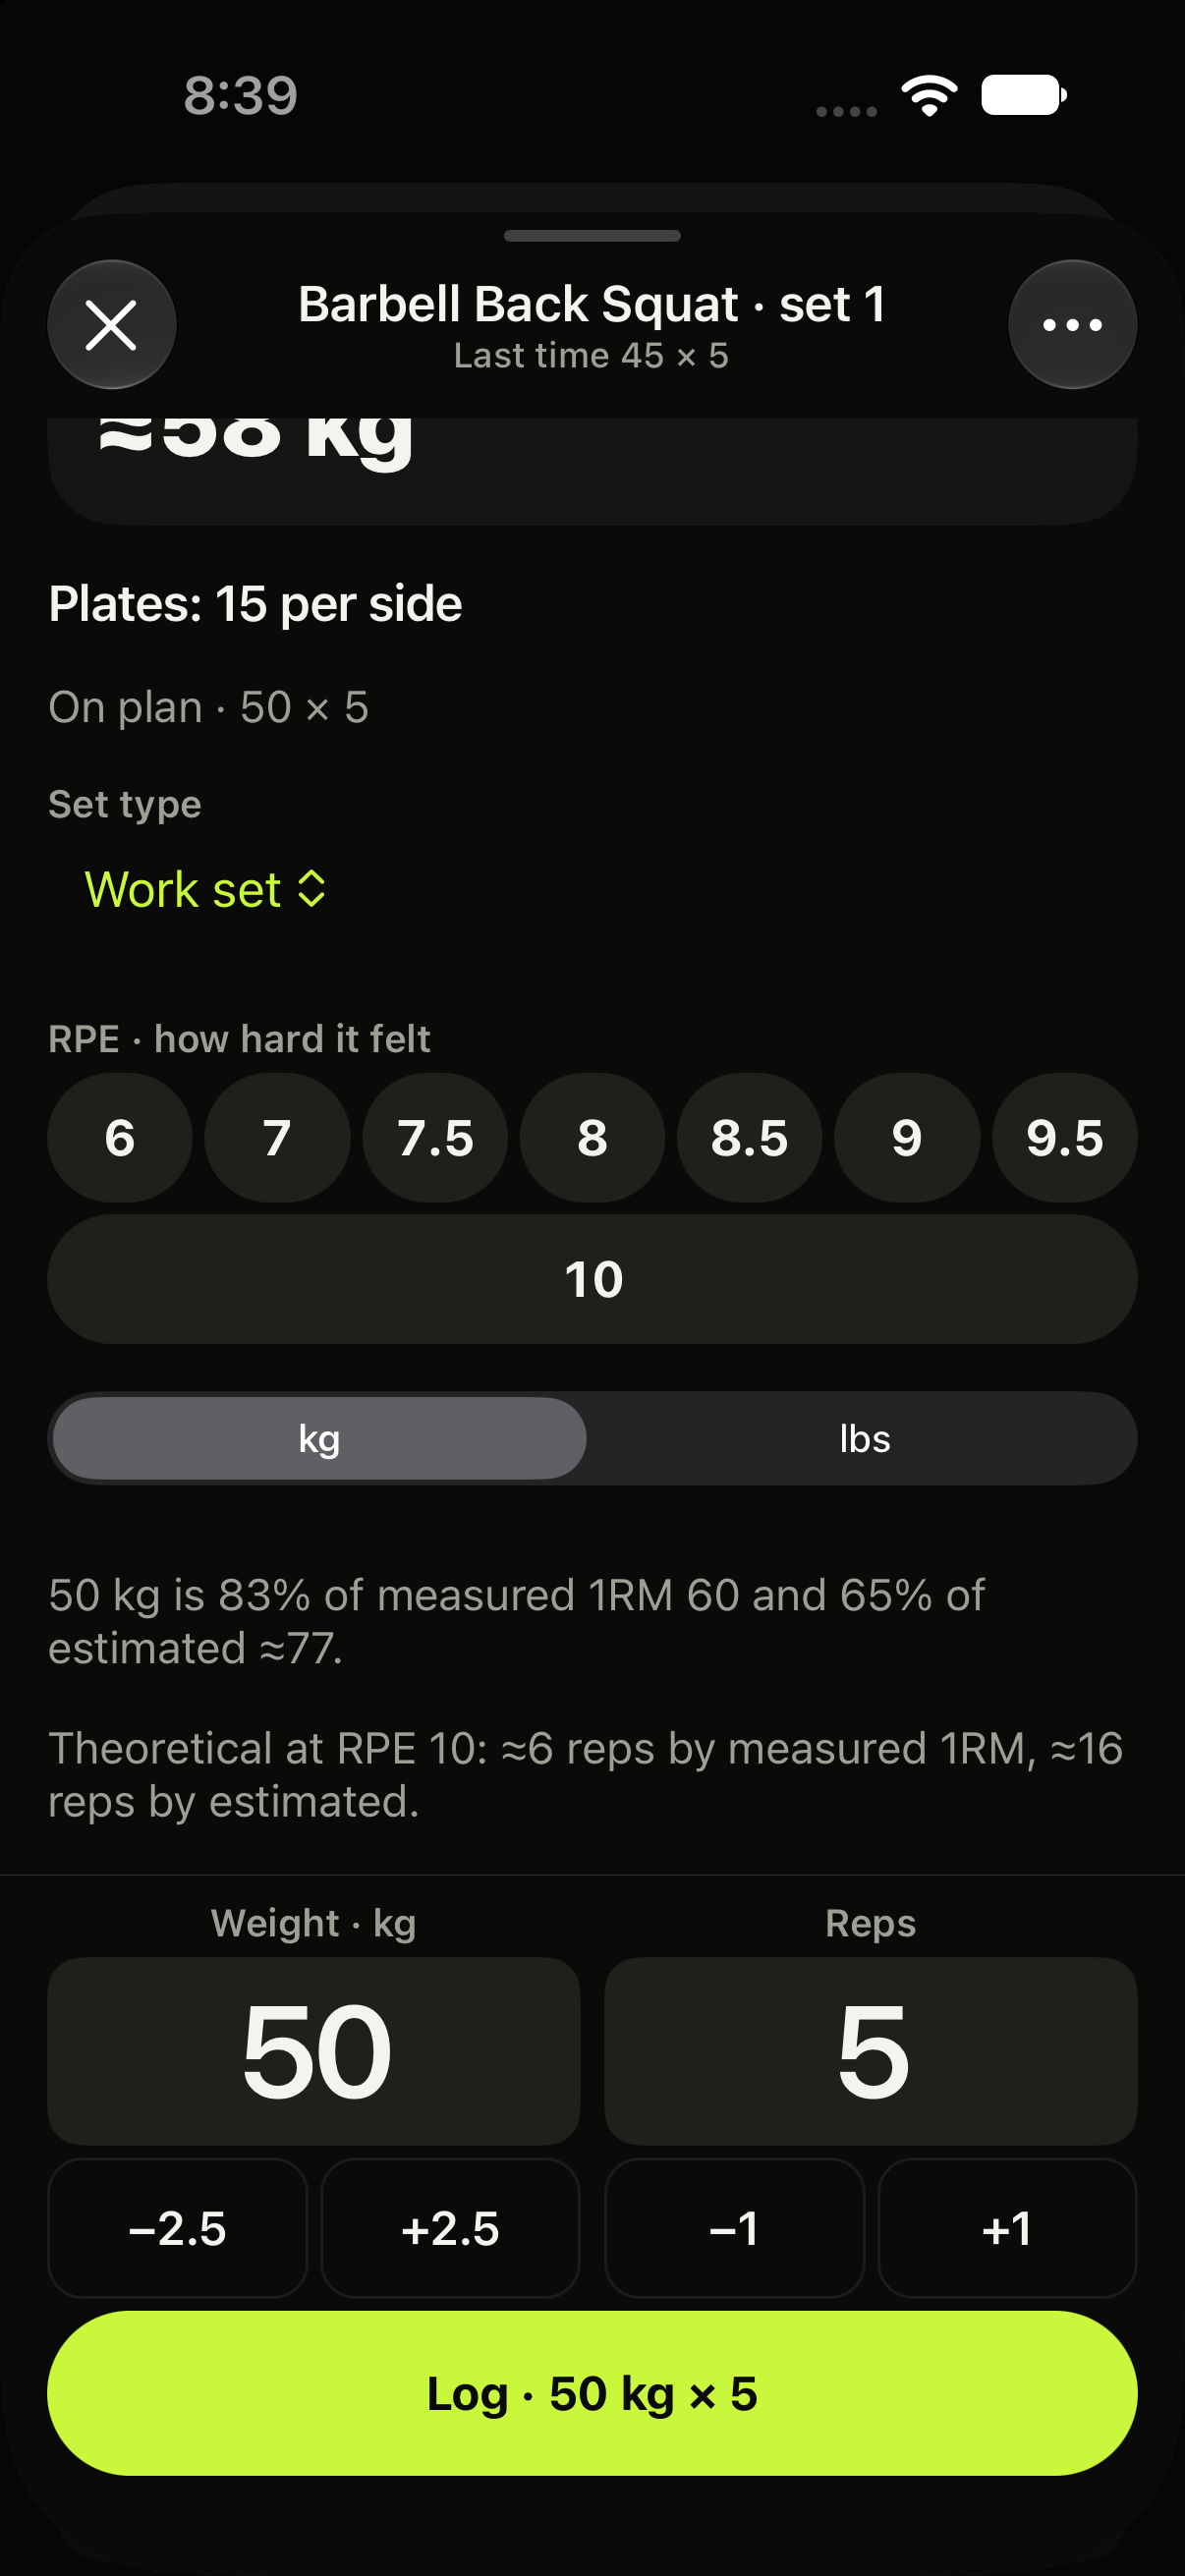 8:39
Barbell Back Squat · set 1
Last time 45 × 5
≈58 kg
Plates: 15 per side
On plan · 50 × 5
Set type
Work set
RPE · how hard it felt
6 7 7.5 8 8.5 9 9.5
10
kg lbs
50 kg is 83% of measured 1RM 60 and 65% of
estimated ≈77.
Theoretical at RPE 10: ≈6 reps by measured 1RM, ≈16
reps by estimated.
Weight · kg Reps
50 5
–2.5 +2.5 –1 +1
Log · 50 kg × 5